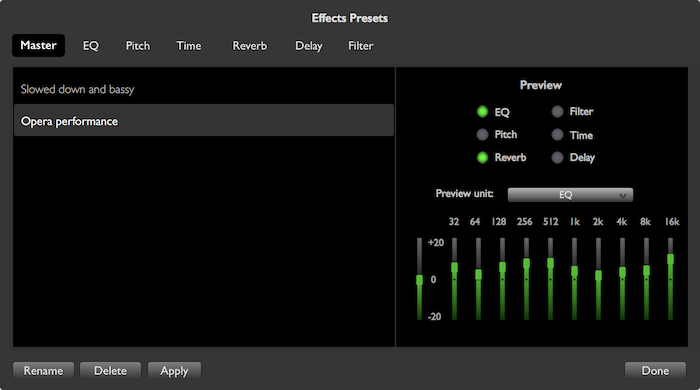 Effects Presets
Master EQ Pitch Time Reverb Delay Filter
Slowed down and bassy
Opera performance
Preview
EQ Filter
Pitch Time
Reverb Delay
Preview unit: EQ
32 64 128 256 512 1k 2k 4k 8k 16k
+20
0
-20
Rename Delete Apply Done